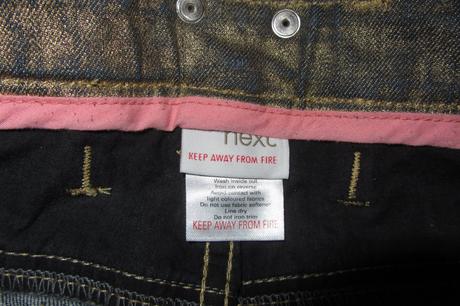 next
KEEP AWAY FROM FIRE
Wash inside out
Iron on reverse
Avoid contact with
light coloured fabrics
Do not use fabric softener
Line dry
Do not iron trim
KEEP AWAY FROM FIRE